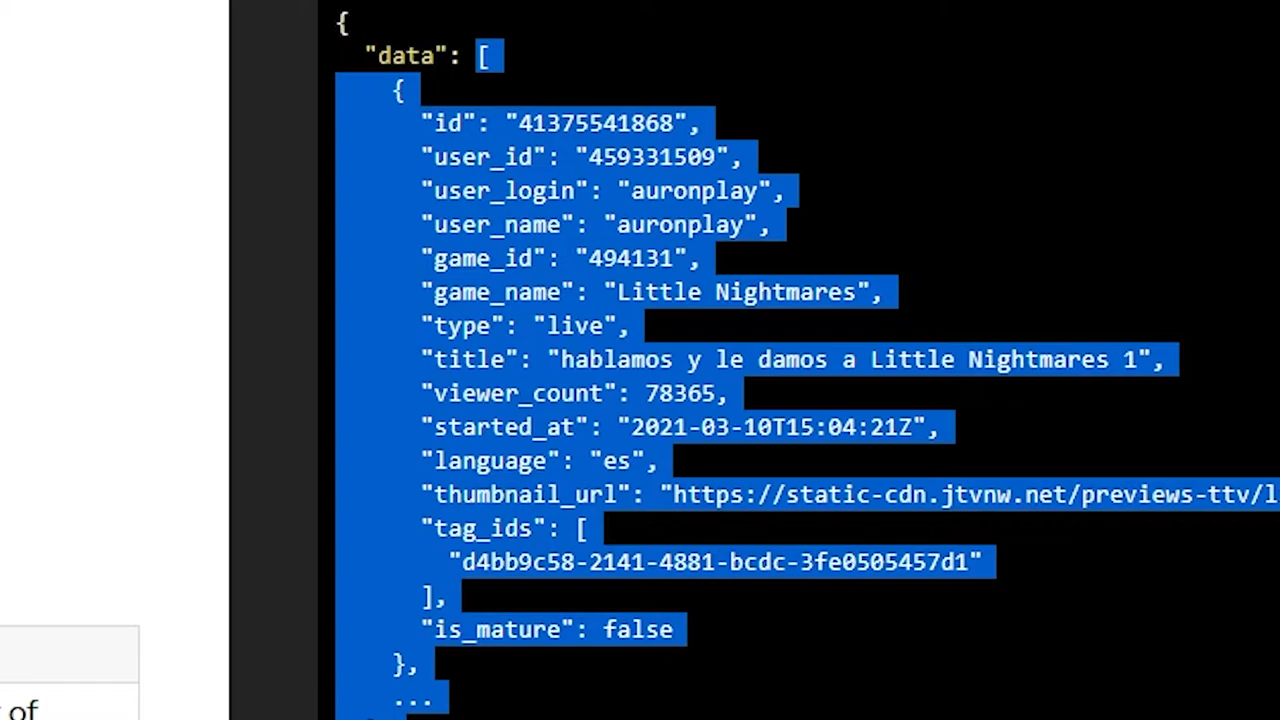 {
"data": [
{
"id": "41375541868",
"user_id": "459331509",
"user_login": "auronplay",
"user_name": "auronplay",
"game_id": "494131",
"game_name": "Little Nightmares",
"type": "live",
"title": "hablamos y le damos a Little Nightmares 1",
"viewer_count": 78365,
"started_at": "2021-03-10T15:04:21Z",
"language": "es",
"thumbnail_url": "https://static-cdn.jtvnw.net/previews-ttv/l
"tag_ids": [
"d4bb9c58-2141-4881-bcdc-3fe0505457d1"
],
"is_mature": false
},
...
of